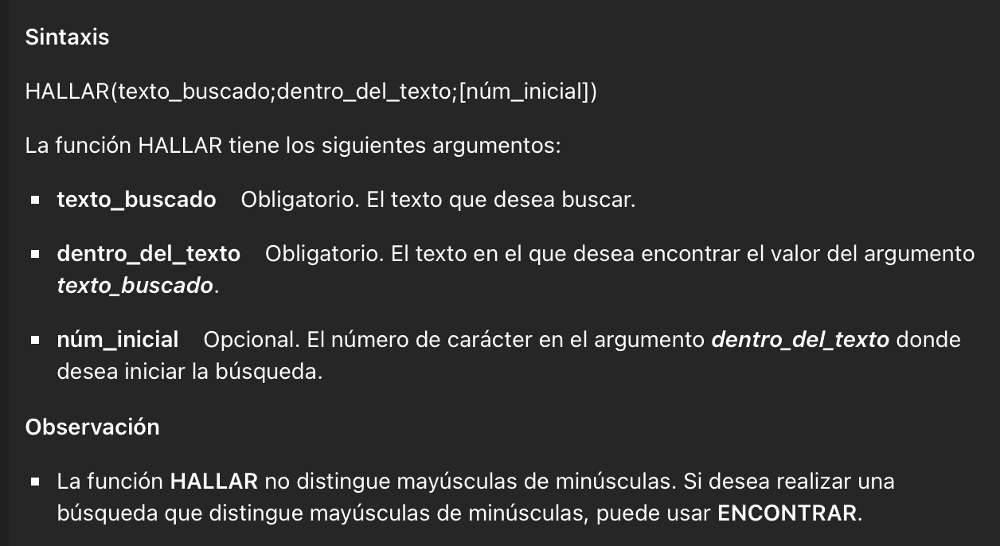 Sintaxis
HALLAR(texto_buscado;dentro_del_texto;[núm_inicial])
La función HALLAR tiene los siguientes argumentos:
▪ texto_buscado    Obligatorio. El texto que desea buscar.
▪ dentro_del_texto    Obligatorio. El texto en el que desea encontrar el valor del argumento
texto_buscado.
▪ núm_inicial    Opcional. El número de carácter en el argumento dentro_del_texto donde
desea iniciar la búsqueda.
Observación
▪ La función HALLAR no distingue mayúsculas de minúsculas. Si desea realizar una
búsqueda que distingue mayúsculas de minúsculas, puede usar ENCONTRAR.